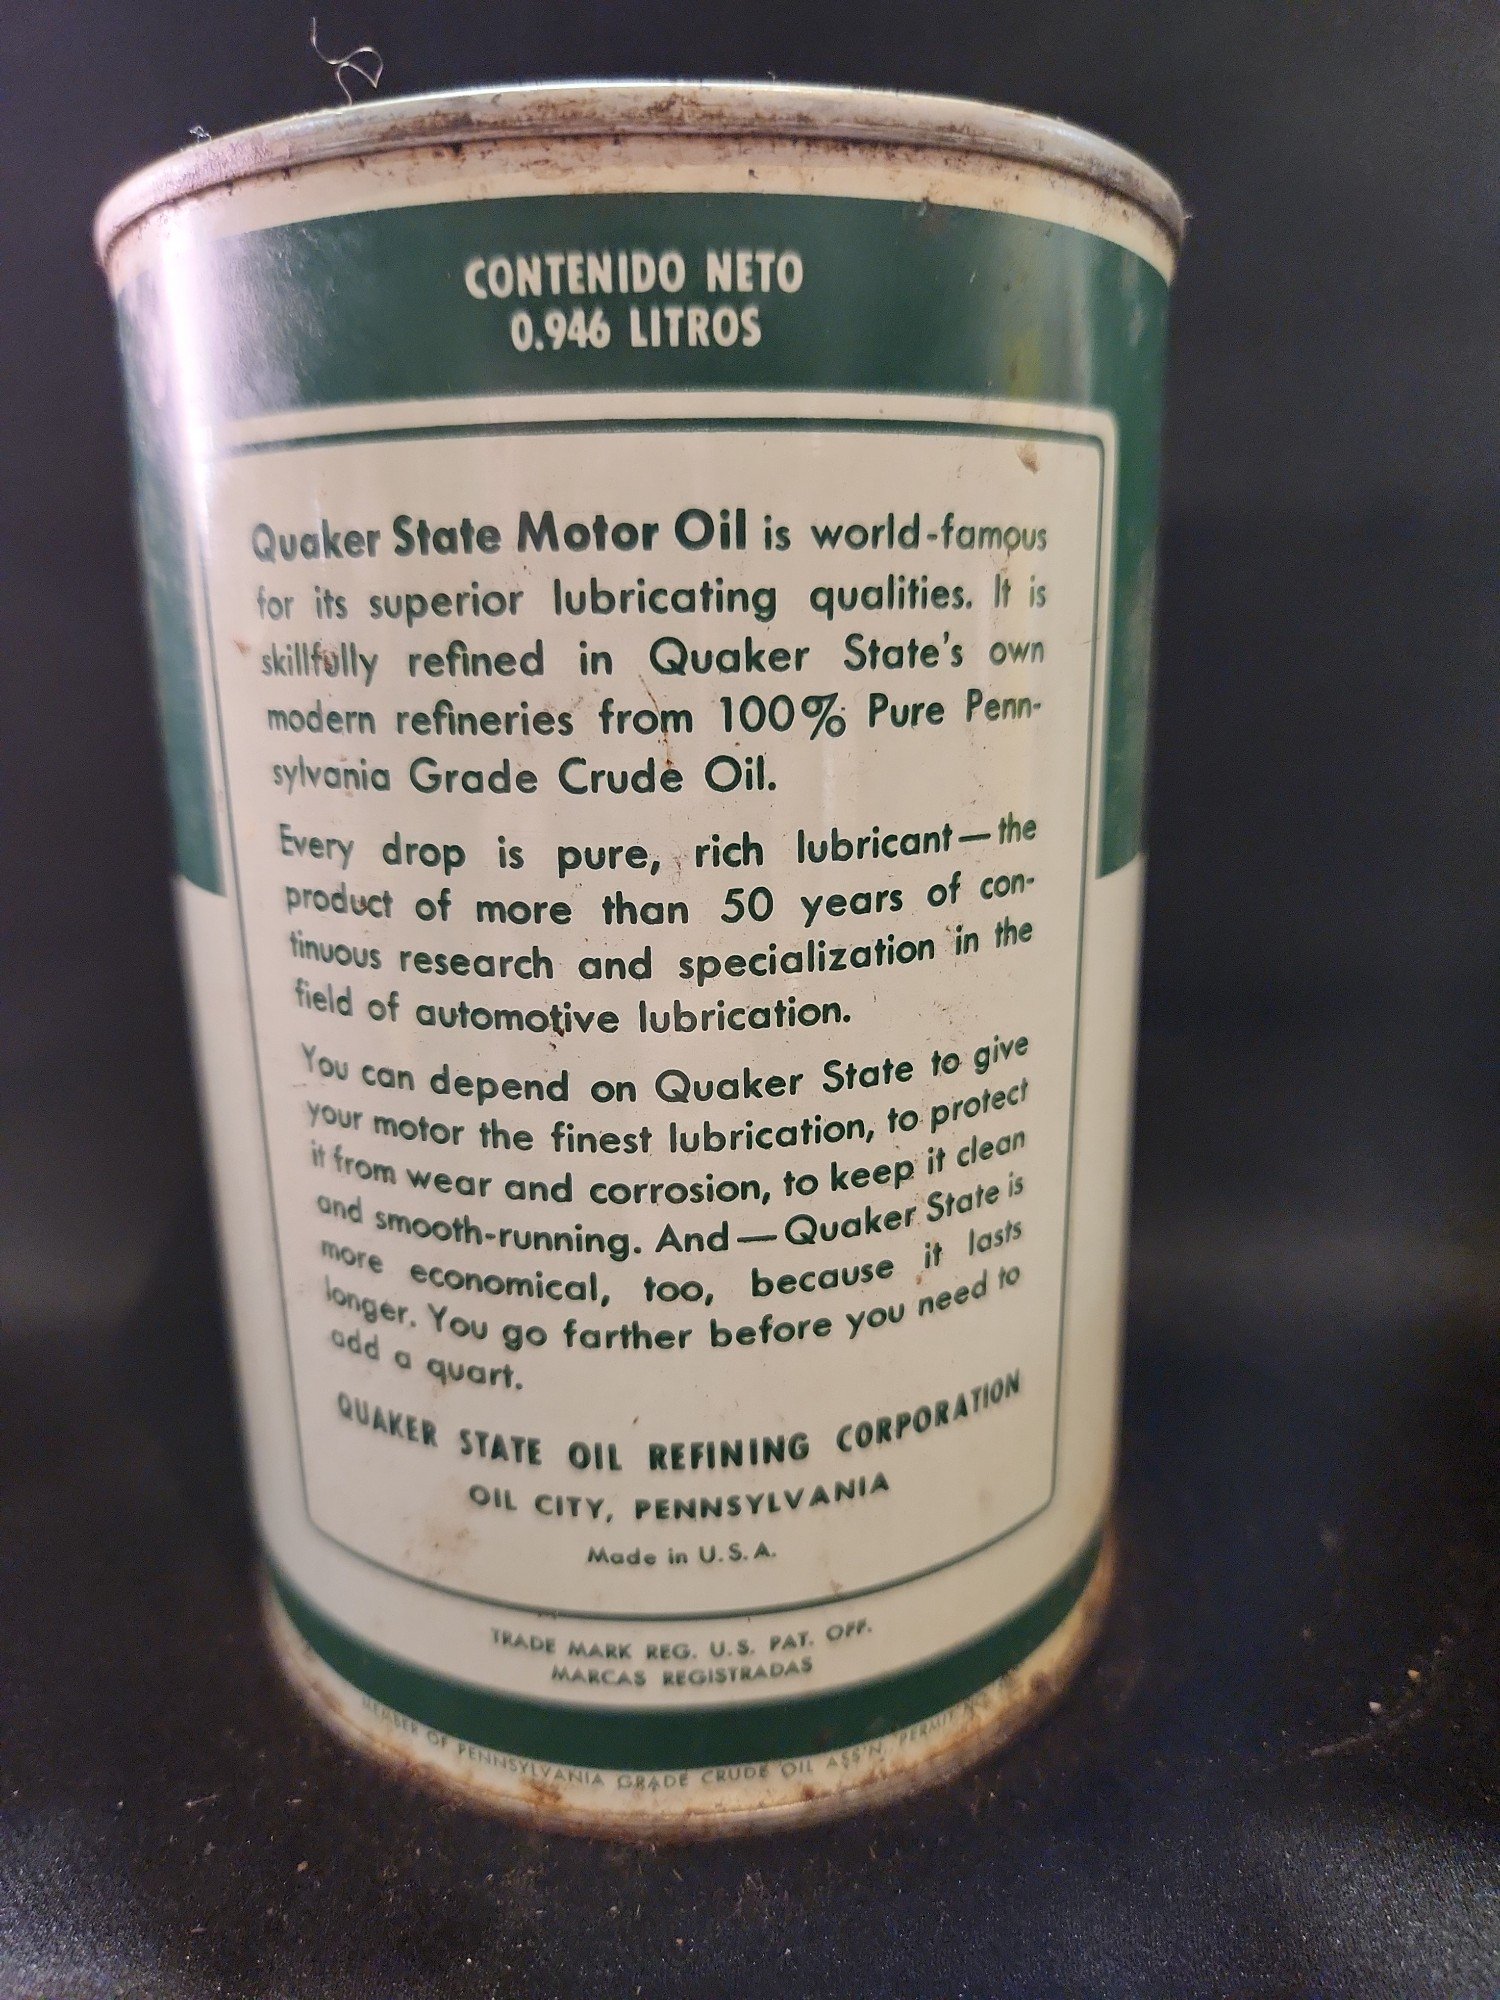 CONTENIDO NETO
0.946 LITROS
Quaker State Motor Oil is world-famous
for its superior lubricating qualities. It is
skillfully refined in Quaker State's own
modern refineries from 100% Pure Penn-
sylvania Grade Crude Oil.
Every drop is pure, rich lubricant—the
product of more than 50 years of con-
tinuous research and specialization in the
field of automotive lubrication.
You can depend on Quaker State to give
your motor the finest lubrication, to protect
it from wear and corrosion, to keep it clean
and smooth-running. And—Quaker State is
more economical, too, because it lasts
longer. You go farther before you need to
add a quart.
QUAKER STATE OIL REFINING CORPORATION
OIL CITY, PENNSYLVANIA
Made in U.S.A.
TRADE MARK REG. U.S. PAT. OFF.
MARCAS REGISTRADAS
MEMBER OF PENNSYLVANIA GRADE CRUDE OIL ASS'N. PERMIT